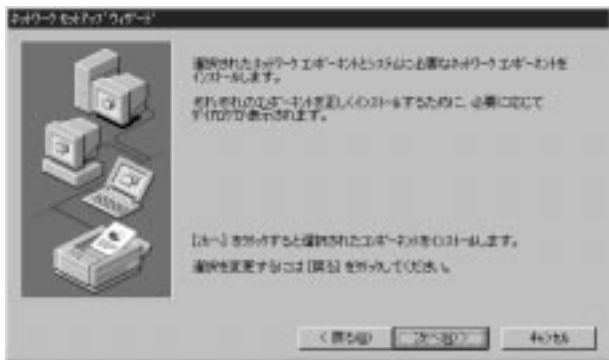 ネットワーク セットアップ ウィザード
選択されたネットワーク コンポーネントとシステムに必要なネットワーク コンポーネントを
インストールします。
それぞれのコンポーネントを正しくインストールするために、必要に応じて
ダイアログが表示されます。
[次へ] をクリックすると選択されたコンポーネントをインストールします。
選択を変更するには [戻る] をクリックしてください。
< 戻る(B)
次へ(N) >
キャンセル